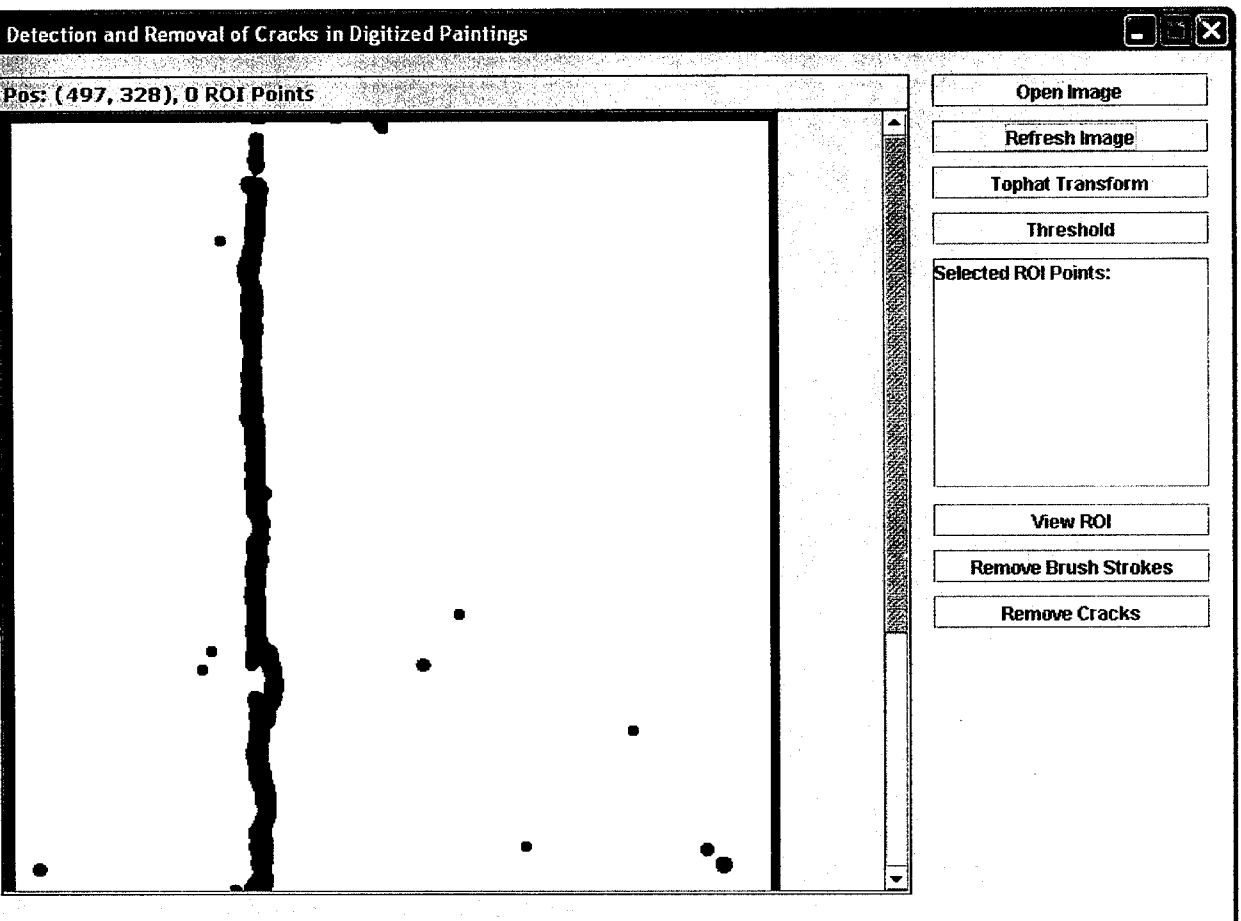 Detection and Removal of Cracks in Digitized Paintings
Pos: (497, 328), 0 ROI Points
Open Image
Refresh Image
Tophat Transform
Threshold
Selected ROI Points:
View ROI
Remove Brush Strokes
Remove Cracks